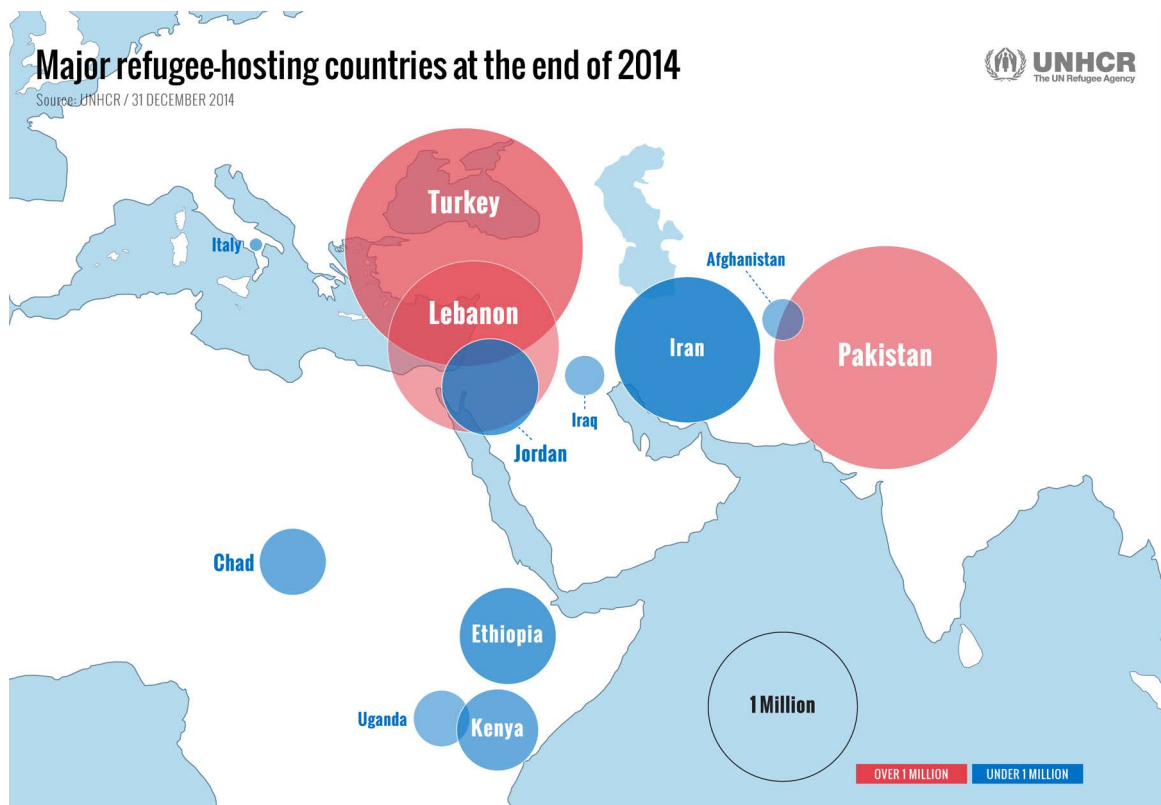 Major refugee-hosting countries at the end of 2014
Source: UNHCR / 31 DECEMBER 2014
UNHCR
The UN Refugee Agency
Turkey
Italy
Afghanistan
Lebanon
Iran
Pakistan
Iraq
Jordan
Chad
Ethiopia
Uganda
Kenya
1 Million
OVER 1 MILLION
UNDER 1 MILLION